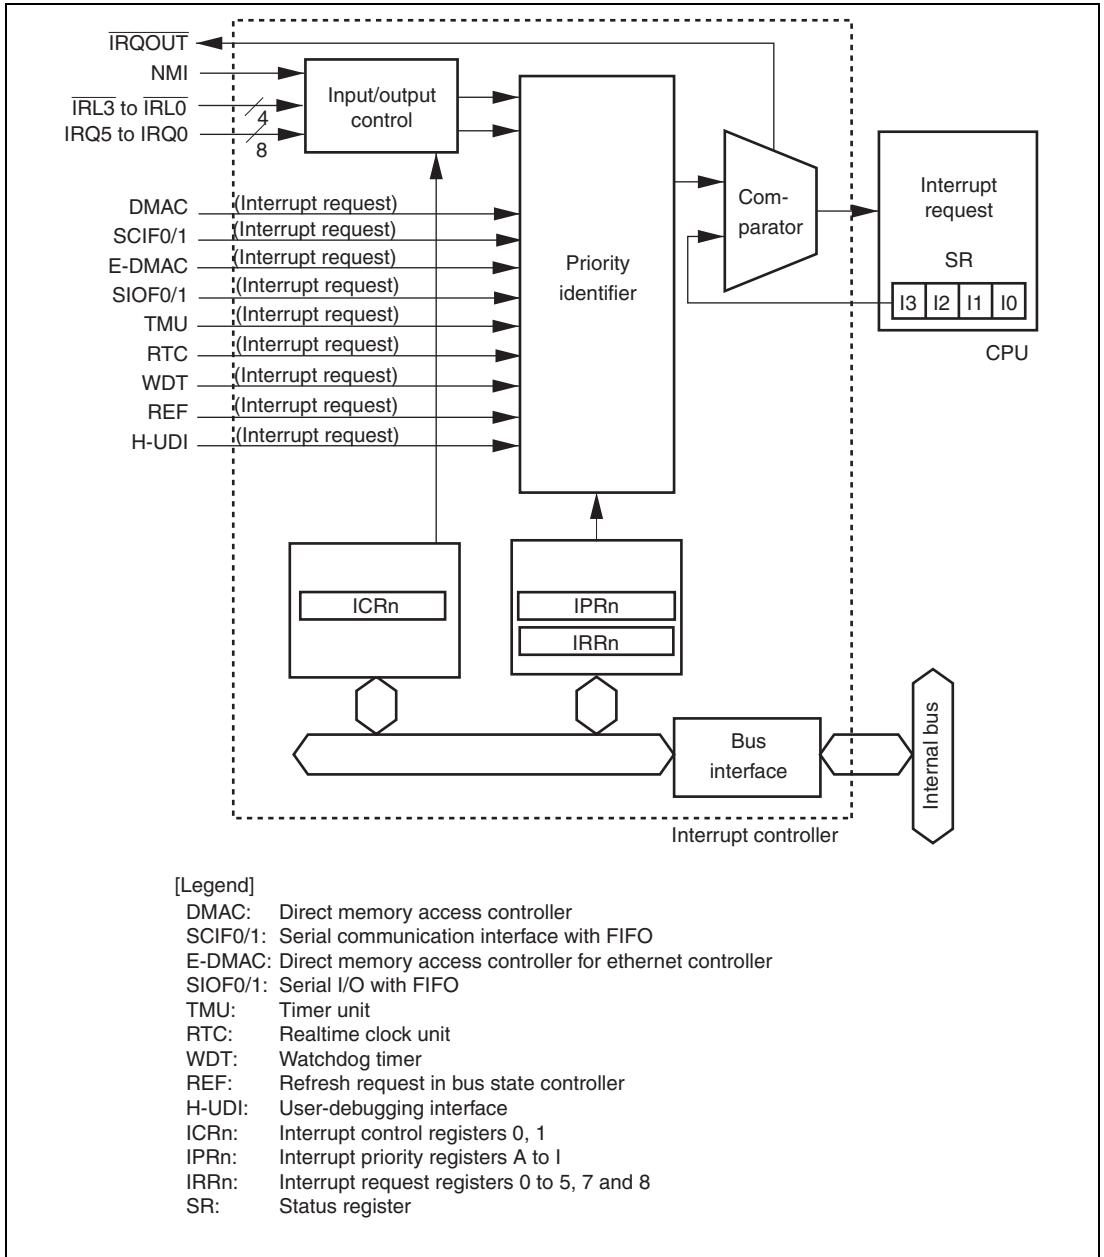 IRQOUT
NMI
IRL3 to IRL0
4
IRQ5 to IRQ0
8
Input/output
control
DMAC (Interrupt request)
SCIF0/1 (Interrupt request)
E-DMAC (Interrupt request)
SIOF0/1 (Interrupt request)
TMU (Interrupt request)
RTC (Interrupt request)
WDT (Interrupt request)
REF (Interrupt request)
H-UDI (Interrupt request)
Priority
identifier
Com-
parator
Interrupt
request
SR
I3 I2 I1 I0
CPU
ICRn
IPRn
IRRn
Bus
interface
Internal bus
Interrupt controller
[Legend]
DMAC: Direct memory access controller
SCIF0/1: Serial communication interface with FIFO
E-DMAC: Direct memory access controller for ethernet controller
SIOF0/1: Serial I/O with FIFO
TMU: Timer unit
RTC: Realtime clock unit
WDT: Watchdog timer
REF: Refresh request in bus state controller
H-UDI: User-debugging interface
ICRn: Interrupt control registers 0, 1
IPRn: Interrupt priority registers A to I
IRRn: Interrupt request registers 0 to 5, 7 and 8
SR: Status register